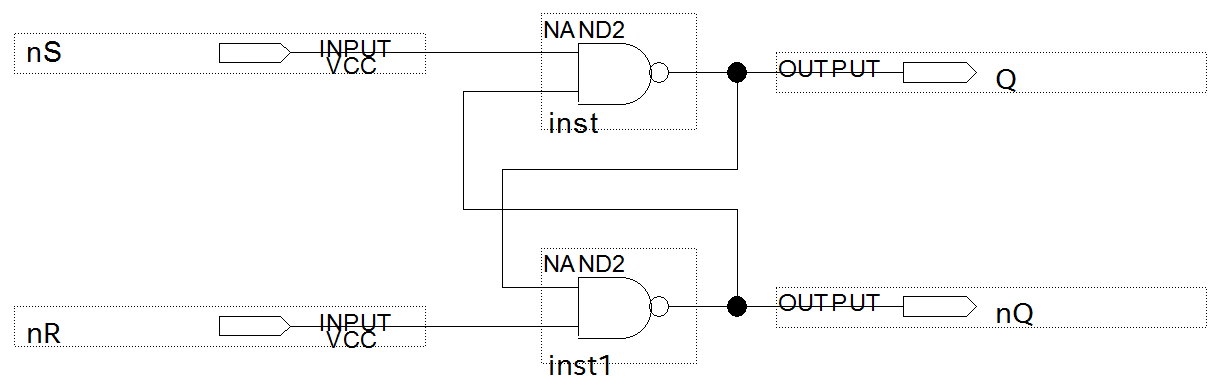 NAND2
nS
INPUT
VCC
OUTPUT
Q
inst
NAND2
nR
INPUT
VCC
OUTPUT
nQ
inst1